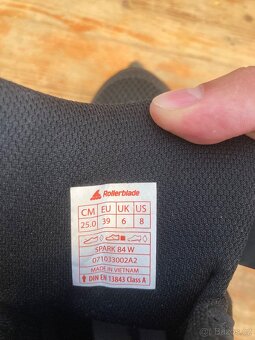 Rollerblade
CM EU UK US
25.0 39 6 8
SPARK 84 W
071033002A2
MADE IN VIETNAM
DIN EN 13843 Class A